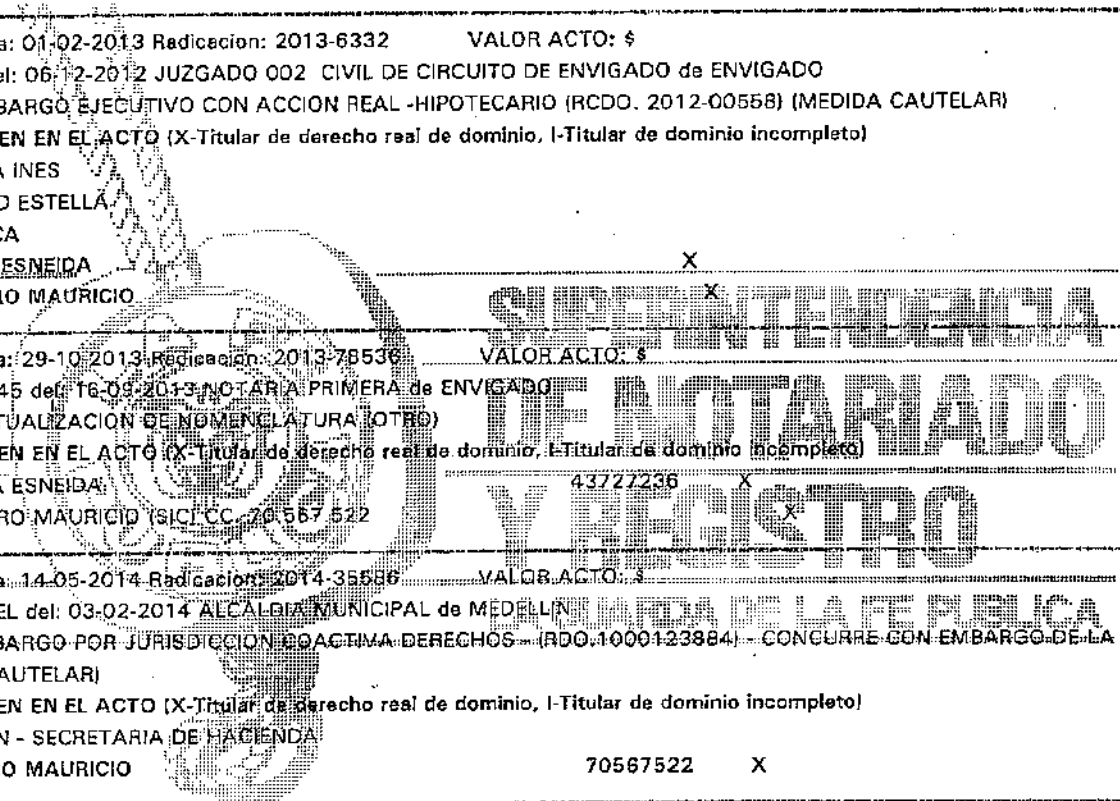 a: 01-02-2013 Radicacion: 2013-6332 VALOR ACTO: $
el: 06-12-2012 JUZGADO 002 CIVIL DE CIRCUITO DE ENVIGADO de ENVIGADO
BARGO EJECUTIVO CON ACCION REAL -HIPOTECARIO (RCDO. 2012-00558) (MEDIDA CAUTELAR)
EN EN EL ACTO (X-Titular de derecho real de dominio, I-Titular de dominio incompleto)
A INES
D ESTELLA
CA
ESNEIDA X
IO MAURICIO X
SUPERINTENDENCIA
a: 29-10-2013 Radicacion: 2013-78536 VALOR ACTO: $
45 del: 16-09-2013 NOTARIA PRIMERA de ENVIGADO
DE NOTARIADO
TUALIZACION DE NOMENCLATURA (OTRO)
EN EN EL ACTO (X-Titular de derecho real de dominio, I-Titular de dominio incompleto)
A ESNEIDA 43727236 X
RO MAURICIO (SIC) CC. 70.567.522 X
Y REGISTRO
a: 14-05-2014 Radicacion: 2014-35586 VALOR ACTO: $
EL del: 03-02-2014 ALCALDIA MUNICIPAL de MEDELLIN
LA GUARDA DE LA FE PUBLICA
BARGO POR JURISDICCION COACTIVA DERECHOS - (RDO.1000123884) - CONCURRE CON EMBARGO DE LA
AUTELAR)
EN EN EL ACTO (X-Titular de derecho real de dominio, I-Titular de dominio incompleto)
N - SECRETARIA DE HACIENDA
O MAURICIO 70567522 X